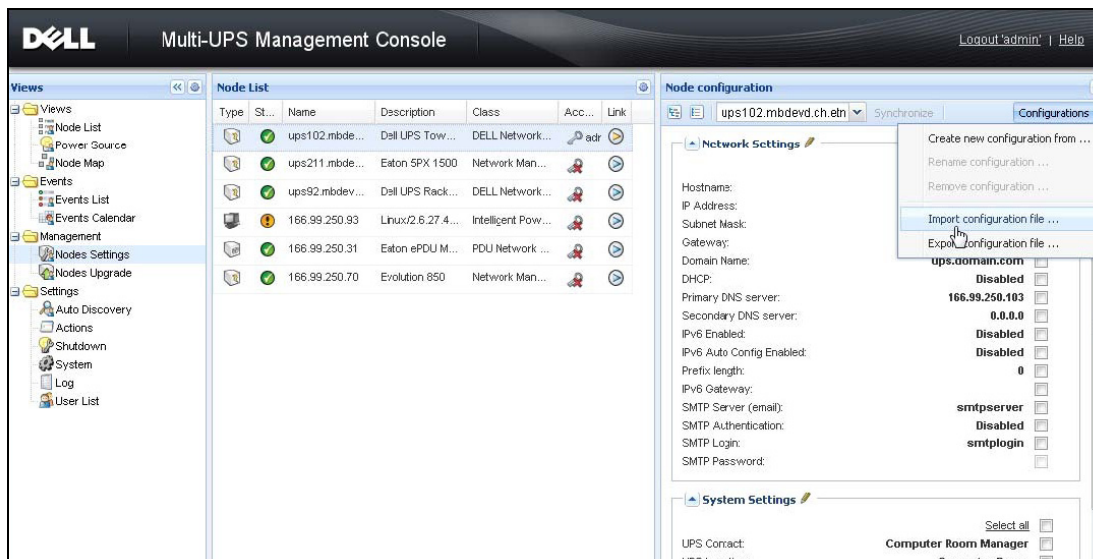 DELL Multi-UPS Management Console Logout 'admin' | Help
Views
Views
Node List
Power Source
Node Map
Events
Events List
Events Calendar
Management
Nodes Settings
Nodes Upgrade
Settings
Auto Discovery
Actions
Shutdown
System
Log
User List
Node List
Type St... Name Description Class Acc... Link
ups102.mbde... Dell UPS Tow... DELL Network... adr
ups211.mbde... Eaton 5PX 1500 Network Man...
ups92.mbdev... Dell UPS Rack... DELL Network...
166.99.250.93 Linux/2.6.27.4... Intelligent Pow...
166.99.250.31 Eaton ePDU M... PDU Network ...
166.99.250.70 Evolution 850 Network Man...
Node configuration
ups102.mbdevd.ch.etn Synchronize Configurations
Create new configuration from ...
Rename configuration ...
Remove configuration ...
Import configuration file ...
Export configuration file ...
Network Settings
Hostname:
IP Address:
Subnet Mask:
Gateway:
Domain Name: ups.domain.com
DHCP: Disabled
Primary DNS server: 166.99.250.103
Secondary DNS server: 0.0.0.0
IPv6 Enabled: Disabled
IPv6 Auto Config Enabled: Disabled
Prefix length: 0
IPv6 Gateway:
SMTP Server (email): smtpserver
SMTP Authentication: Disabled
SMTP Login: smtplogin
SMTP Password:
System Settings
Select all
UPS Contact: Computer Room Manager